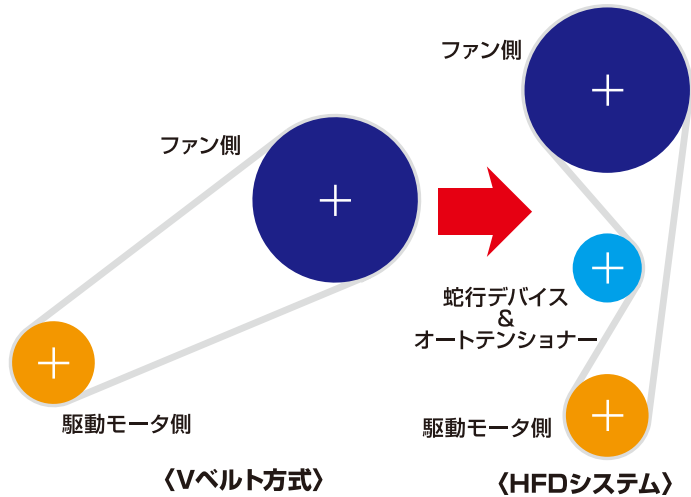 ファン側
駆動モータ側
〈Vベルト方式〉
ファン側
蛇行デバイス
&
オートテンショナー
駆動モータ側
〈HFDシステム〉